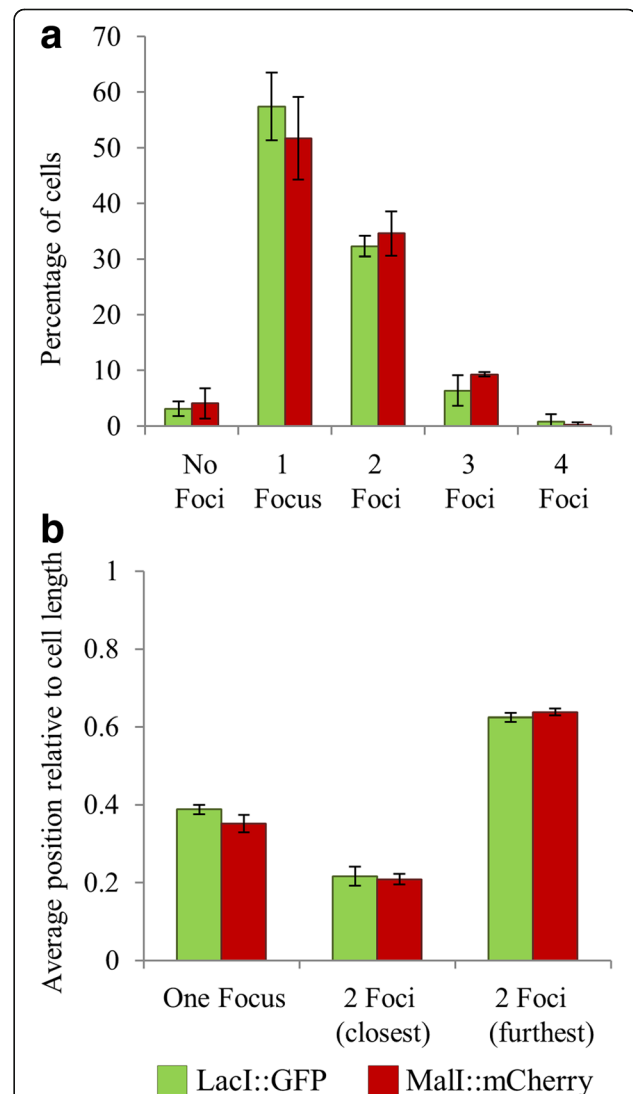 a
Percentage of cells
70
60
50
40
30
20
10
0
No Foci
1 Focus
2 Foci
3 Foci
4 Foci
b
Average position relative to cell length
1
0.8
0.6
0.4
0.2
0
One Focus
2 Foci (closest)
2 Foci (furthest)
LacI::GFP
MalI::mCherry